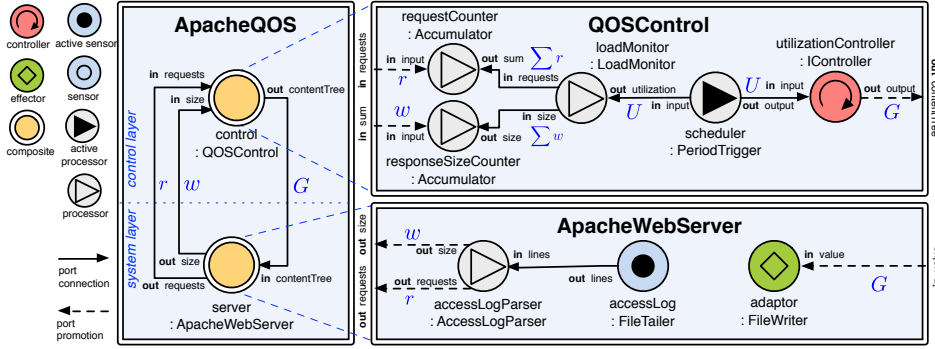 controller
active sensor
effector
sensor
composite
active
processor
processor
port
connection
port
promotion
ApacheQOS
control layer
system layer
in requests
in size
out contentTree
control
: QOSControl
r
w
G
out size
out requests
in contentTree
server
: ApacheWebServer
QOSControl
in requests
in sum
requestCounter
: Accumulator
in input
r
out sum
∑ r
in requests
w
in input
in size
out size
∑ w
responseSizeCounter
: Accumulator
loadMonitor
: LoadMonitor
out utilization
U
in input
scheduler
: PeriodTrigger
U in input
out output
utilizationController
: IController
out output
G
ApacheWebServer
out size
out requests
w
out size
out requests
r
in lines
accessLogParser
: AccessLogParser
out lines
accessLog
: FileTailer
adaptor
: FileWriter
in value
G